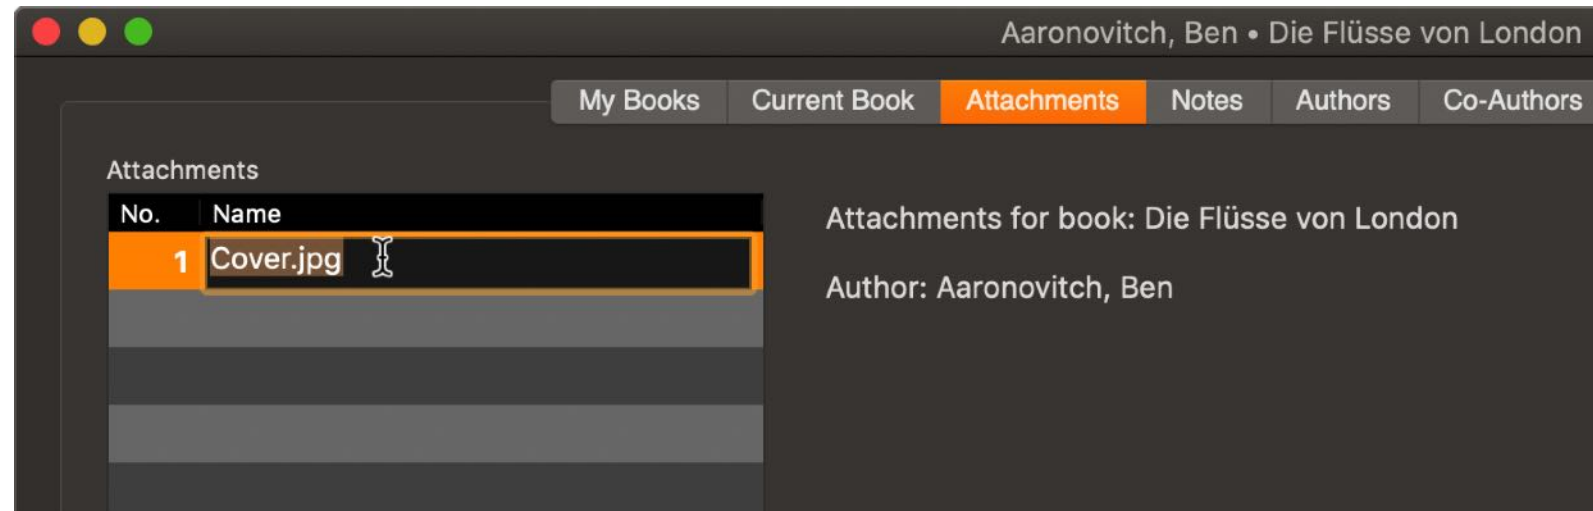 Aaronovitch, Ben • Die Flüsse von London
My Books Current Book Attachments Notes Authors Co-Authors
Attachments
No. Name
1 Cover.jpg
Attachments for book: Die Flüsse von London
Author: Aaronovitch, Ben